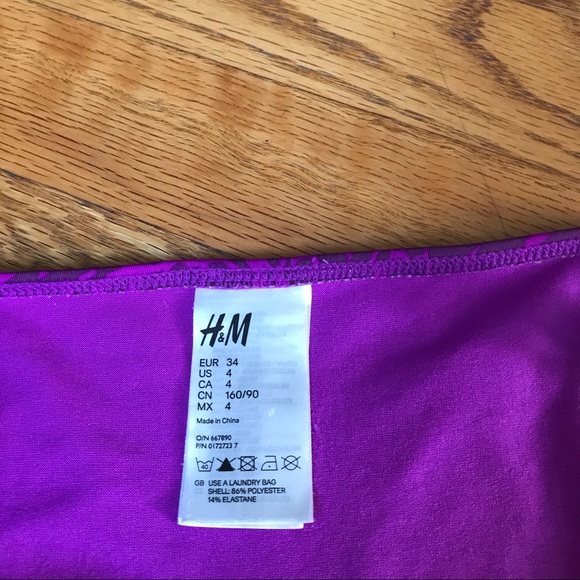 H&M
EUR 34
US 4
CA 4
CN 160/90
MX 4
Made in China
O/N 667890
P/N 0172723 7
40
GB USE A LAUNDRY BAG
SHELL: 86% POLYESTER
14% ELASTANE